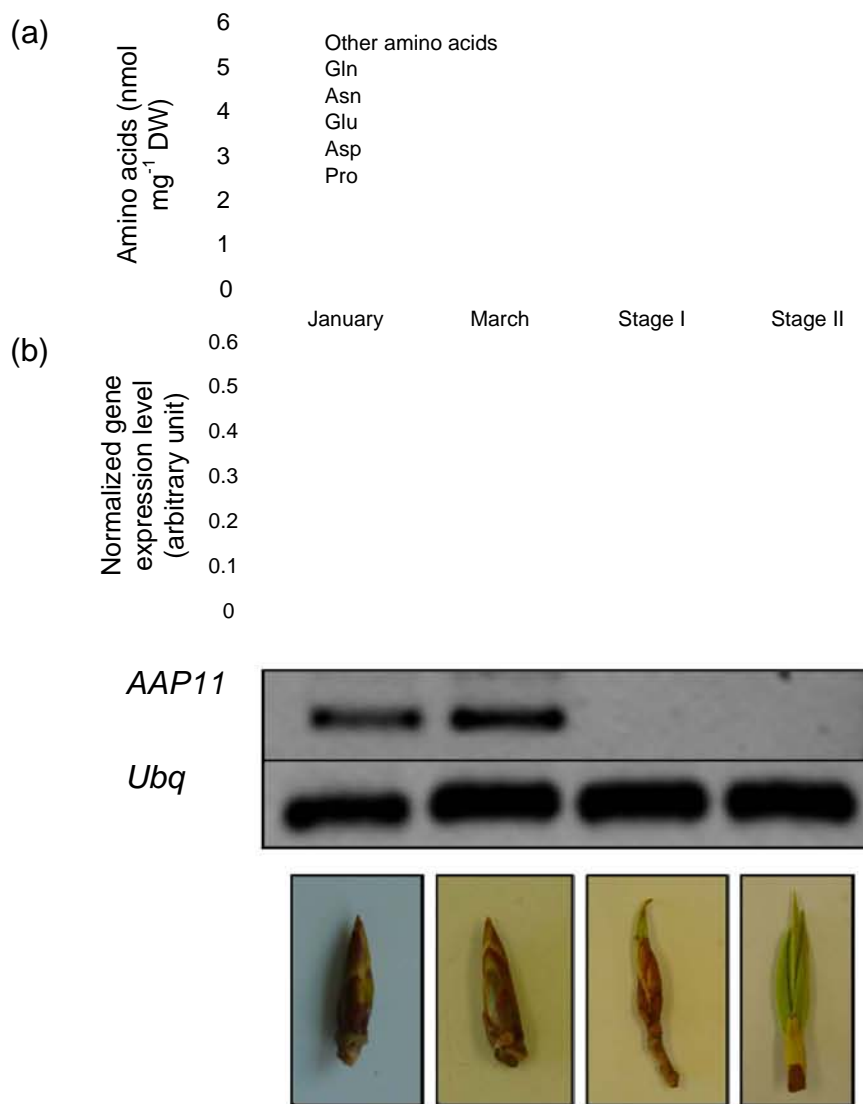 (a)
Amino acids (nmol
mg⁻¹ DW)
6
5
4
3
2
1
0
Other amino acids
Gln
Asn
Glu
Asp
Pro
January March Stage I Stage II
(b)
Normalized gene
expression level
(arbitrary unit)
0.6
0.5
0.4
0.3
0.2
0.1
0
AAP11
Ubq